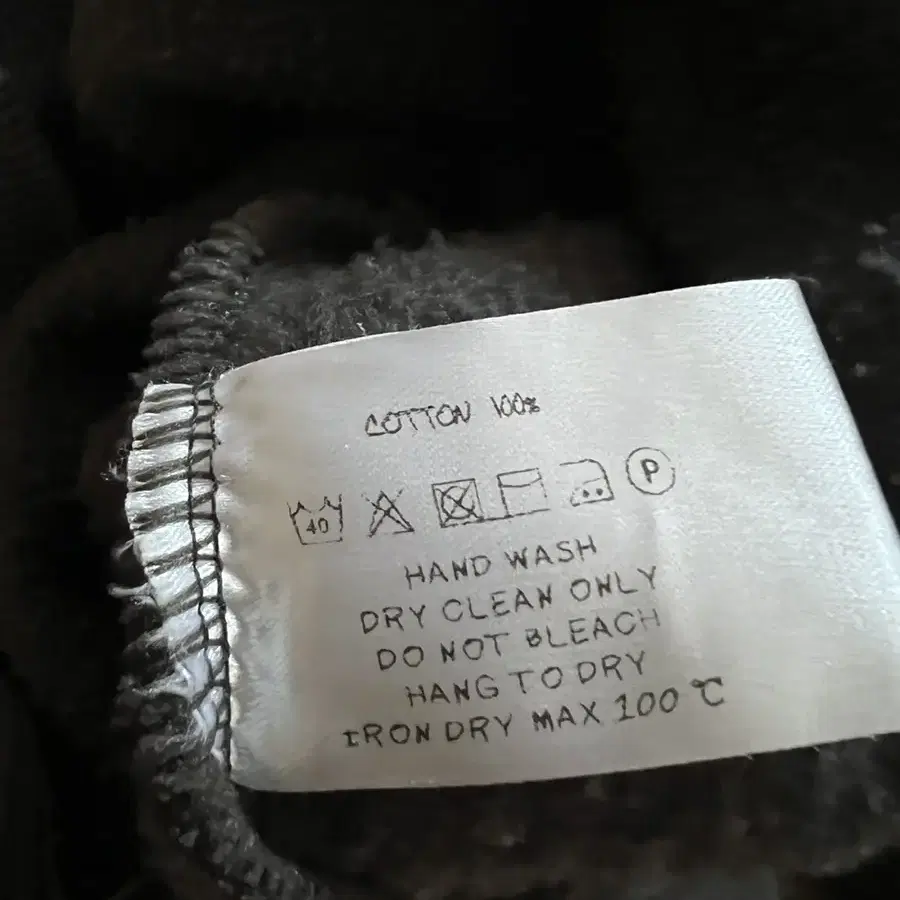 COTTON 100%
40 P
HAND WASH
DRY CLEAN ONLY
DO NOT BLEACH
HANG TO DRY
IRON DRY MAX 100 ℃